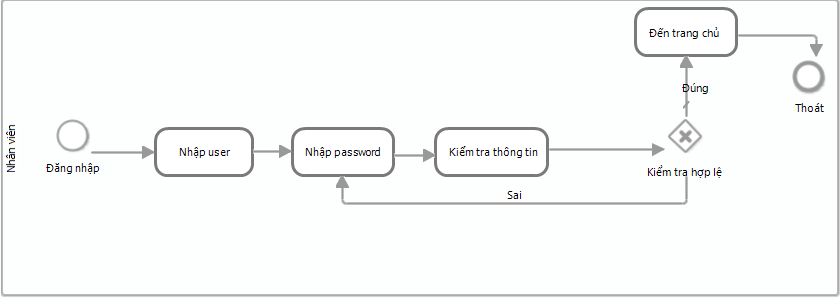 Đến trang chủ
Đúng
Thoát
Nhân viên
Đăng nhập
Nhập user
Nhập password
Kiểm tra thông tin
Kiểm tra hợp lệ
Sai